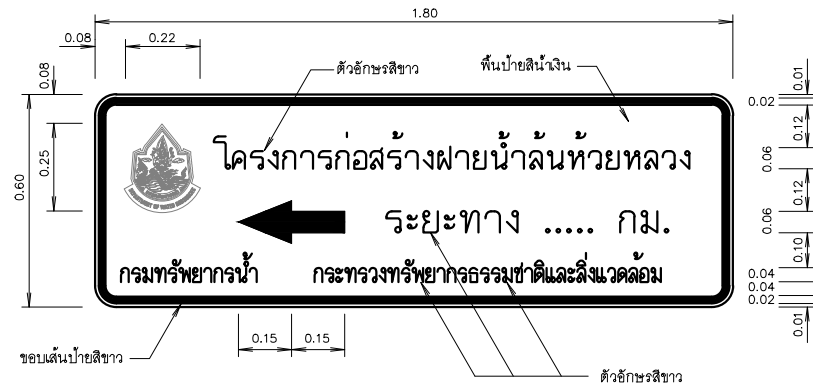 1.80
0.08 0.22
ตัวอักษรสีขาว พื้นป้ายสีน้ำเงิน
0.08
0.01
0.02
โครงการก่อสร้างฝายน้ำล้นห้วยหลวง
0.12
0.25
0.06
0.60
0.12
ระยะทาง ..... กม.
0.06
0.10
กรมทรัพยากรน้ำ กระทรวงทรัพยากรธรรมชาติและสิ่งแวดล้อม
0.04
0.04
0.02
0.01
0.15 0.15
ขอบเส้นป้ายสีขาว
ตัวอักษรสีขาว